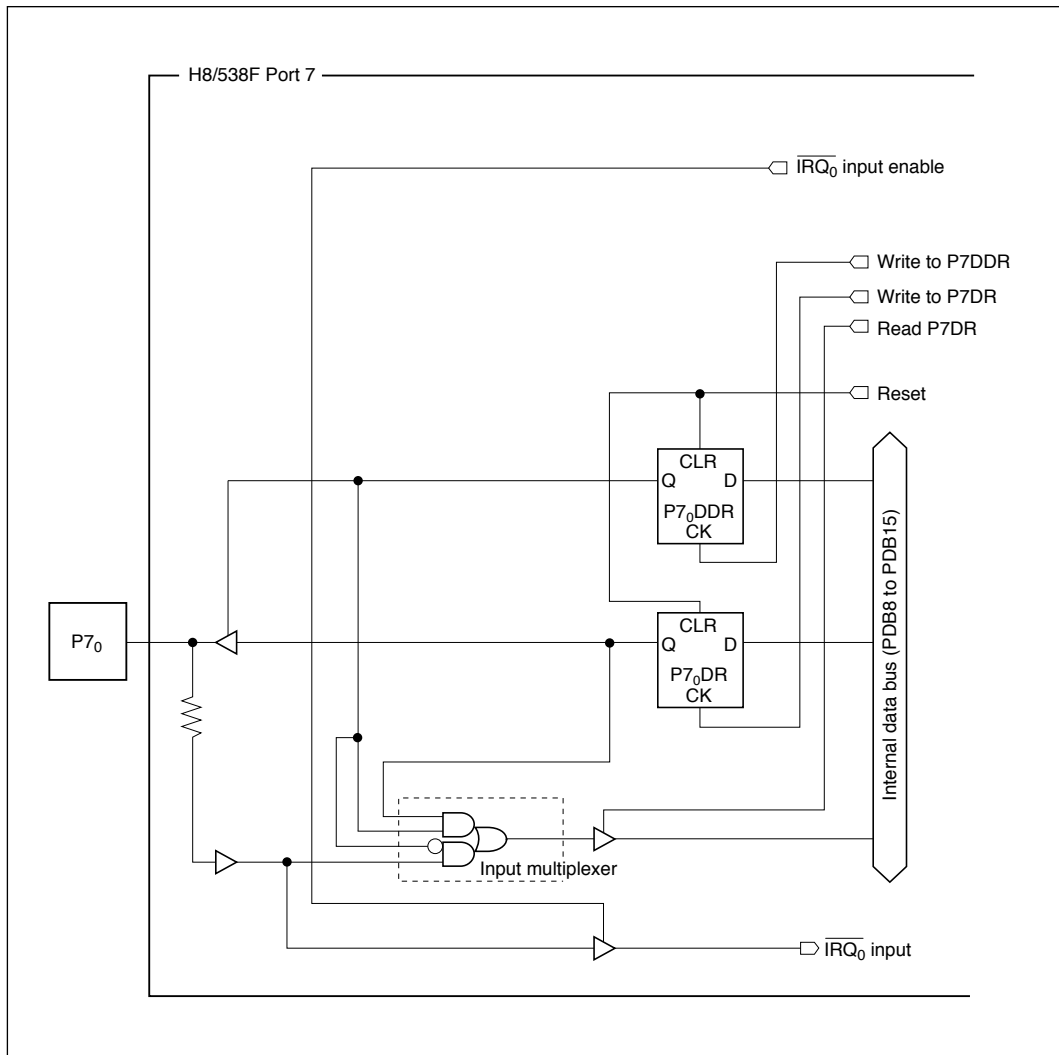 H8/538F Port 7
IRQ₀ input enable
Write to P7DDR
Write to P7DR
Read P7DR
Reset
CLR
Q D
P7₀DDR
CK
Internal data bus (PDB8 to PDB15)
P7₀
CLR
Q D
P7₀DR
CK
Input multiplexer
IRQ₀ input